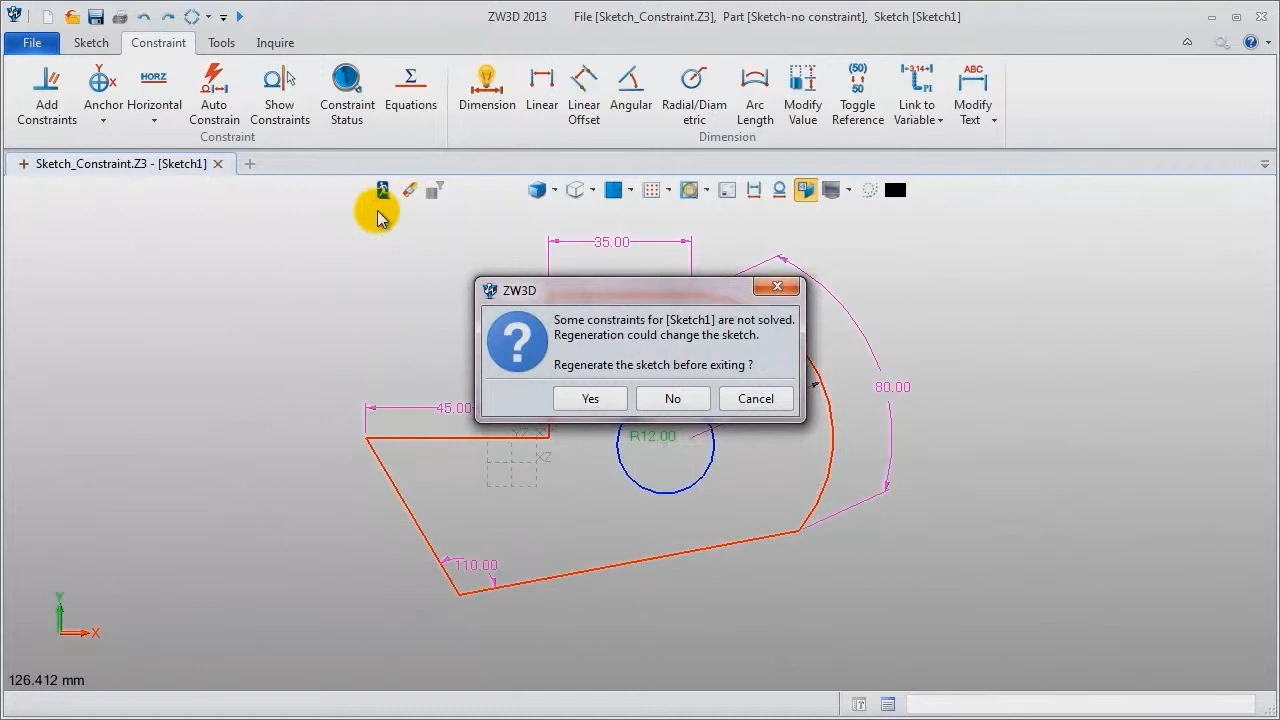 ZW3D 2013 File [Sketch_Constraint.Z3], Part [Sketch-no constraint], Sketch [Sketch1]
File Sketch Constraint Tools Inquire
Add Constraints
Anchor
HORZ
Horizontal
Auto Constrain
Show Constraints
Constraint Status
Equations
Constraint
Dimension
Linear
Linear Offset
Angular
Radial/Diam etric
Arc Length
Modify Value
(50)
50
Toggle Reference
Link to Variable
ABC
Modify Text
Dimension
Sketch_Constraint.Z3 - [Sketch1]
35.00
ZW3D
Some constraints for [Sketch1] are not solved.
Regeneration could change the sketch.
Regenerate the sketch before exiting ?
Yes No Cancel
80.00
45.00
R12.00
XZ
110.00
Y
X
126.412 mm